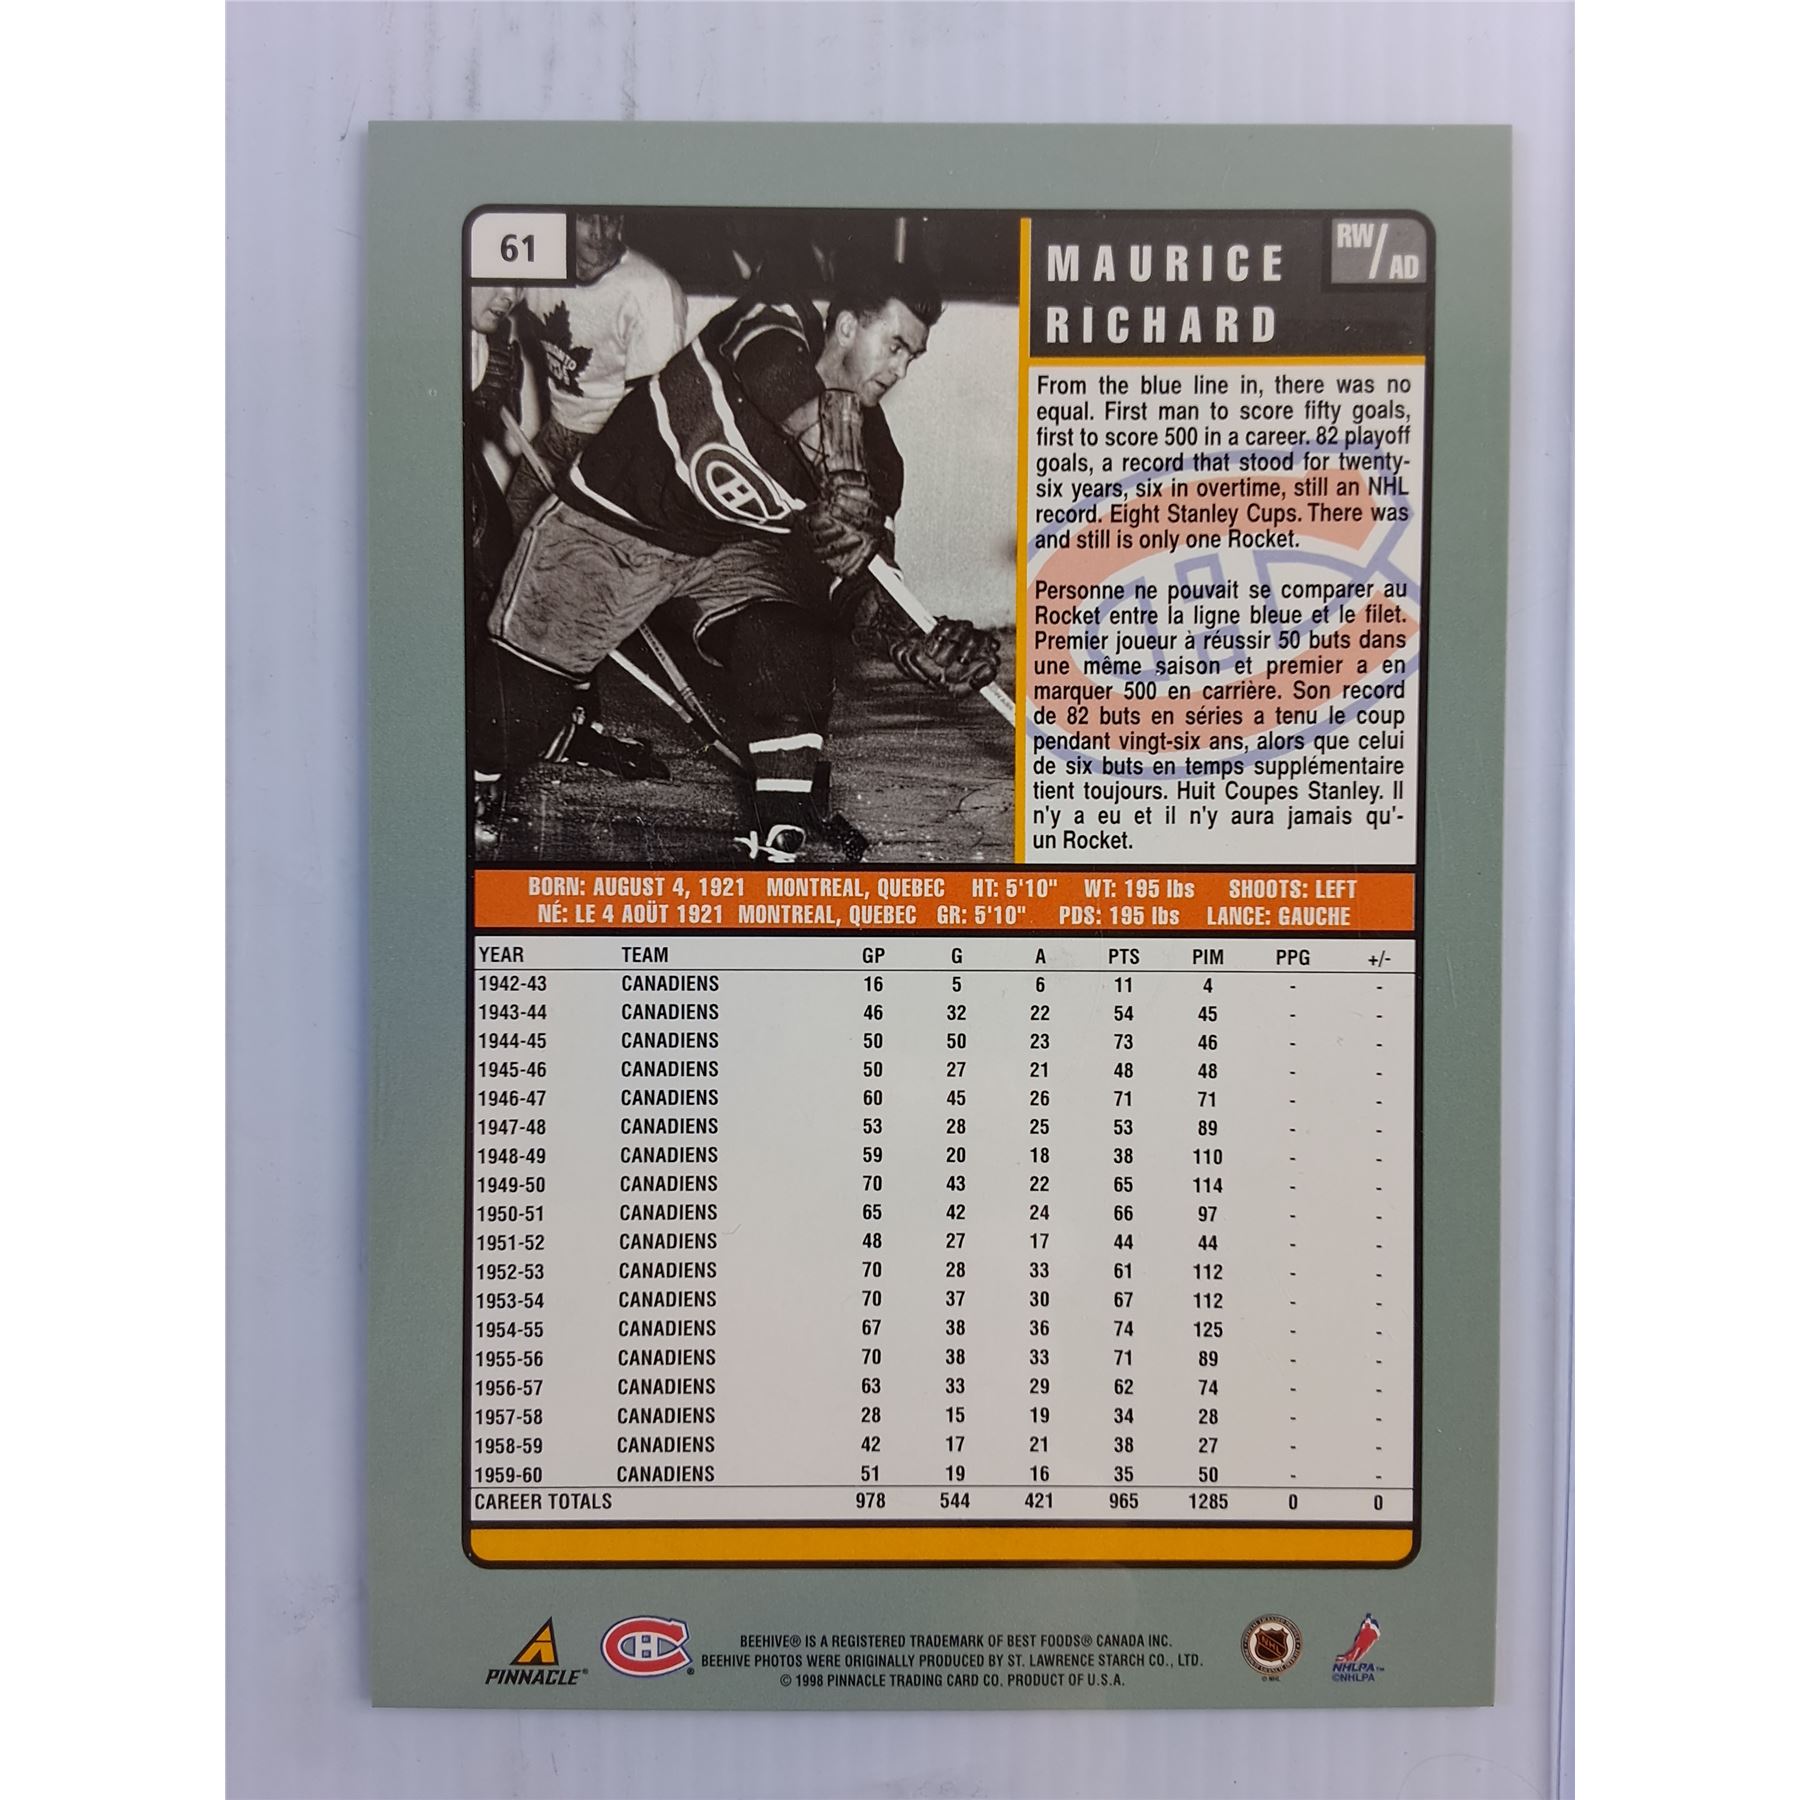 61
MAURICE
RICHARD
RW/AD
From the blue line in, there was no
equal. First man to score fifty goals,
first to score 500 in a career. 82 playoff
goals, a record that stood for twenty-
six years, six in overtime, still an NHL
record. Eight Stanley Cups. There was
and still is only one Rocket.
Personne ne pouvait se comparer au
Rocket entre la ligne bleue et le filet.
Premier joueur à réussir 50 buts dans
une même saison et premier a en
marquer 500 en carrière. Son record
de 82 buts en séries a tenu le coup
pendant vingt-six ans, alors que celui
de six buts en temps supplémentaire
tient toujours. Huit Coupes Stanley. Il
n'y a eu et il n'y aura jamais qu'-
un Rocket.
BORN: AUGUST 4, 1921 MONTREAL, QUEBEC HT: 5'10" WT: 195 lbs SHOOTS: LEFT
NÉ: LE 4 AOÜT 1921 MONTREAL, QUEBEC GR: 5'10" PDS: 195 lbs LANCE: GAUCHE
YEAR TEAM GP G A PTS PIM PPG +/-
1942-43 CANADIENS 16 5 6 11 4 - -
1943-44 CANADIENS 46 32 22 54 45 - -
1944-45 CANADIENS 50 50 23 73 46 - -
1945-46 CANADIENS 50 27 21 48 48 - -
1946-47 CANADIENS 60 45 26 71 71 - -
1947-48 CANADIENS 53 28 25 53 89 - -
1948-49 CANADIENS 59 20 18 38 110 - -
1949-50 CANADIENS 70 43 22 65 114 - -
1950-51 CANADIENS 65 42 24 66 97 - -
1951-52 CANADIENS 48 27 17 44 44 - -
1952-53 CANADIENS 70 28 33 61 112 - -
1953-54 CANADIENS 70 37 30 67 112 - -
1954-55 CANADIENS 67 38 36 74 125 - -
1955-56 CANADIENS 70 38 33 71 89 - -
1956-57 CANADIENS 63 33 29 62 74 - -
1957-58 CANADIENS 28 15 19 34 28 - -
1958-59 CANADIENS 42 17 21 38 27 - -
1959-60 CANADIENS 51 19 16 35 50 - -
CAREER TOTALS 978 544 421 965 1285 0 0
PINNACLE®
BEEHIVE® IS A REGISTERED TRADEMARK OF BEST FOODS® CANADA INC.
BEEHIVE PHOTOS WERE ORIGINALLY PRODUCED BY ST. LAWRENCE STARCH CO., LTD.
© 1998 PINNACLE TRADING CARD CO. PRODUCT OF U.S.A.
NHL
© NHL
NHLPA™
©NHLPA